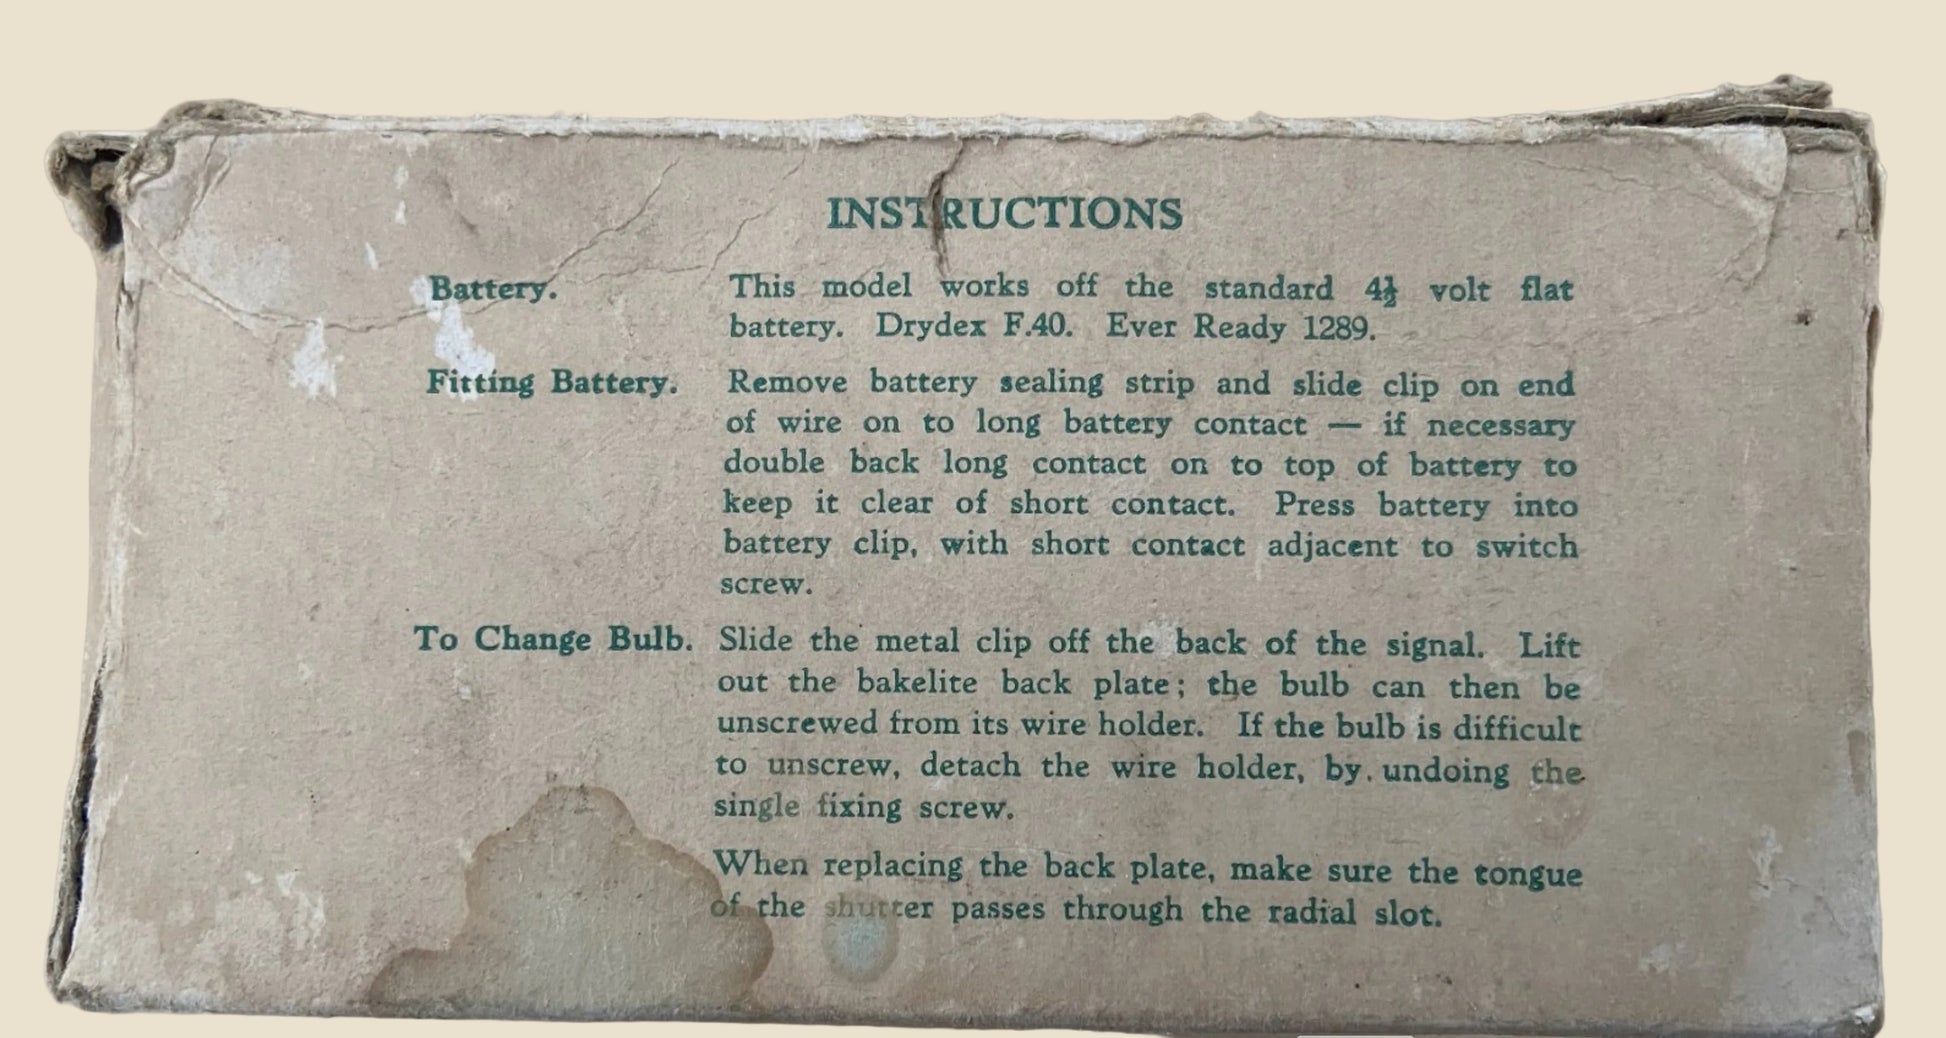 INSTRUCTIONS
Battery. This model works off the standard 4½ volt flat
battery. Drydex F.40. Ever Ready 1289.
Fitting Battery. Remove battery sealing strip and slide clip on end
of wire on to long battery contact — if necessary
double back long contact on to top of battery to
keep it clear of short contact. Press battery into
battery clip, with short contact adjacent to switch
screw.
To Change Bulb. Slide the metal clip off the back of the signal. Lift
out the bakelite back plate; the bulb can then be
unscrewed from its wire holder. If the bulb is difficult
to unscrew, detach the wire holder, by undoing the
single fixing screw.
When replacing the back plate, make sure the tongue
of the shutter passes through the radial slot.